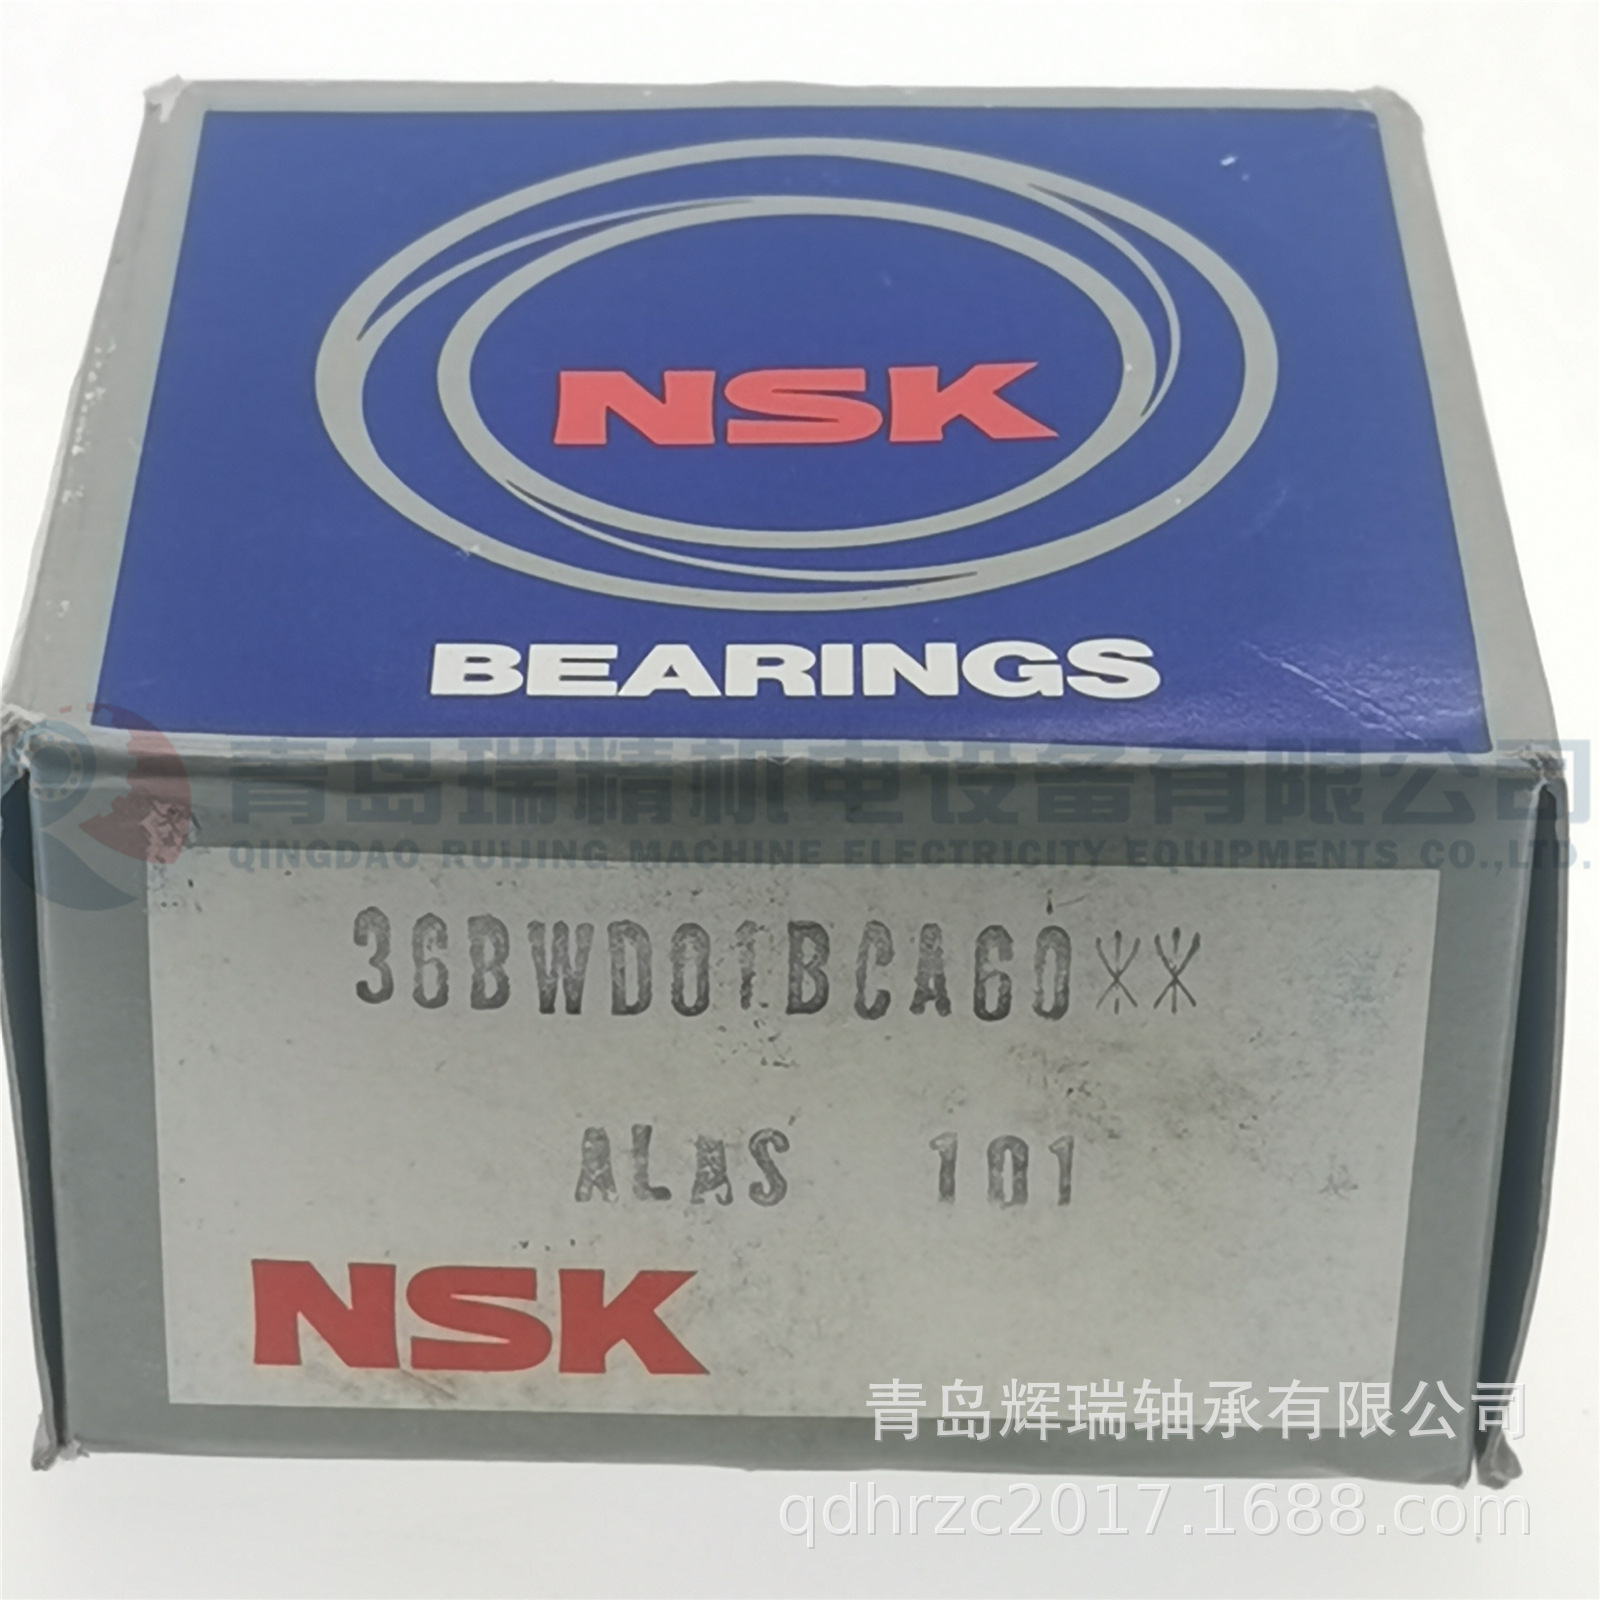 NSK
BEARINGS
青岛瑞精机电设备有限公司
QINGDAO RUIJING MACHINE ELECTRICITY EQUIPMENTS CO.,LTD.
36BWD01BCA60**
ALAS 101
NSK
青岛辉瑞轴承有限公司
qdhrzc2017.1688.com